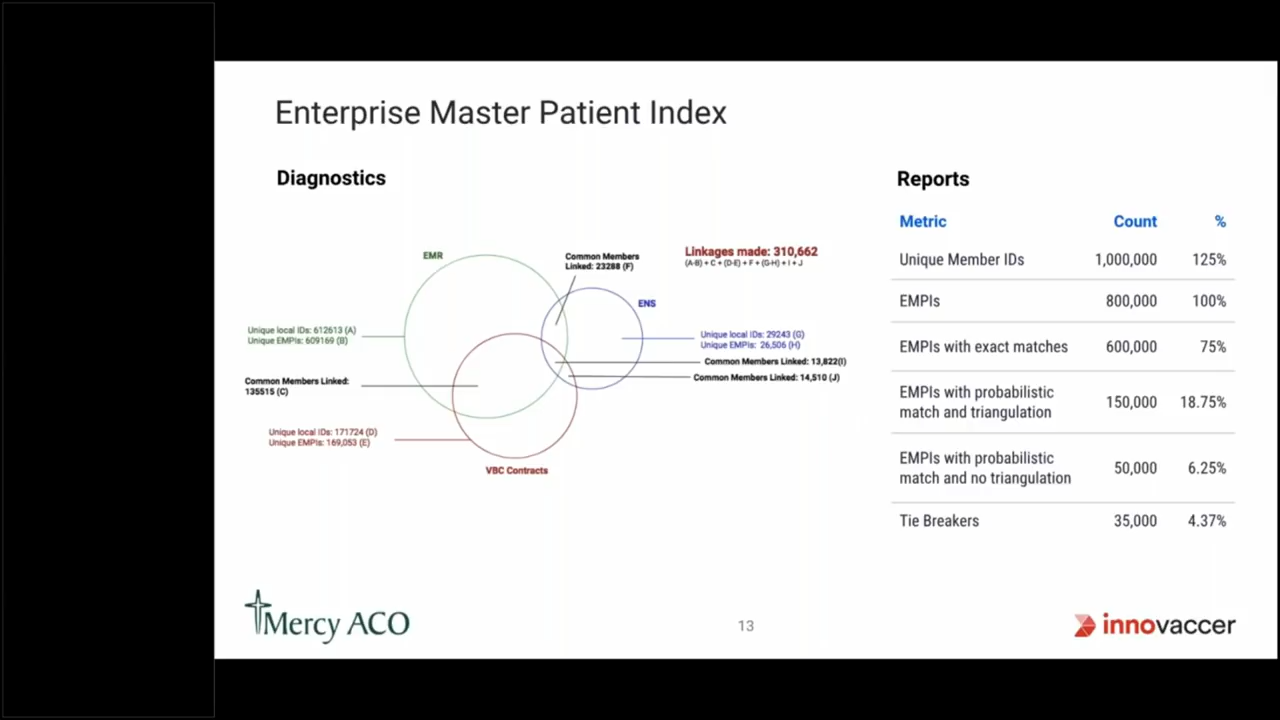 Enterprise Master Patient Index
Diagnostics
EMR
Common Members
Linked: 23288 (F)
Linkages made: 310,662
(A-B) + C + (D-E) + F + (G-H) + I + J
ENS
Unique local IDs: 612613 (A)
Unique EMPIs: 609169 (B)
Unique local IDs: 29243 (G)
Unique EMPIs: 26,506 (H)
Common Members Linked: 13,822(I)
Common Members Linked: 14,510 (J)
Common Members Linked:
135515 (C)
Unique local IDs: 171724 (D)
Unique EMPIs: 169,053 (E)
VBC Contracts
Reports
Metric Count %
Unique Member IDs 1,000,000 125%
EMPIs 800,000 100%
EMPIs with exact matches 600,000 75%
EMPIs with probabilistic
match and triangulation 150,000 18.75%
EMPIs with probabilistic
match and no triangulation 50,000 6.25%
Tie Breakers 35,000 4.37%
Mercy ACO
13
innovaccer